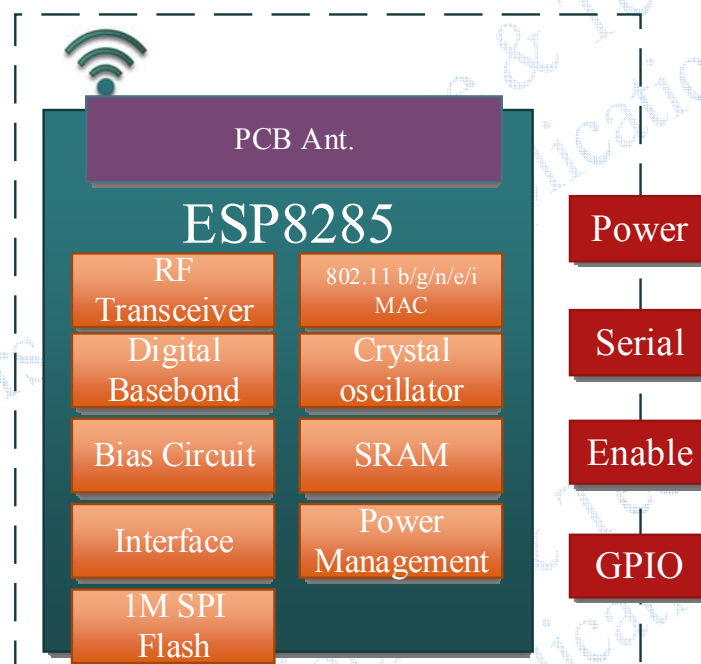 PCB Ant.
ESP8285
RF
Transceiver
802.11 b/g/n/e/i
MAC
Digital
Basebond
Crystal
oscillator
Bias Circuit
SRAM
Interface
Power
Management
1M SPI
Flash
Power
Serial
Enable
GPIO